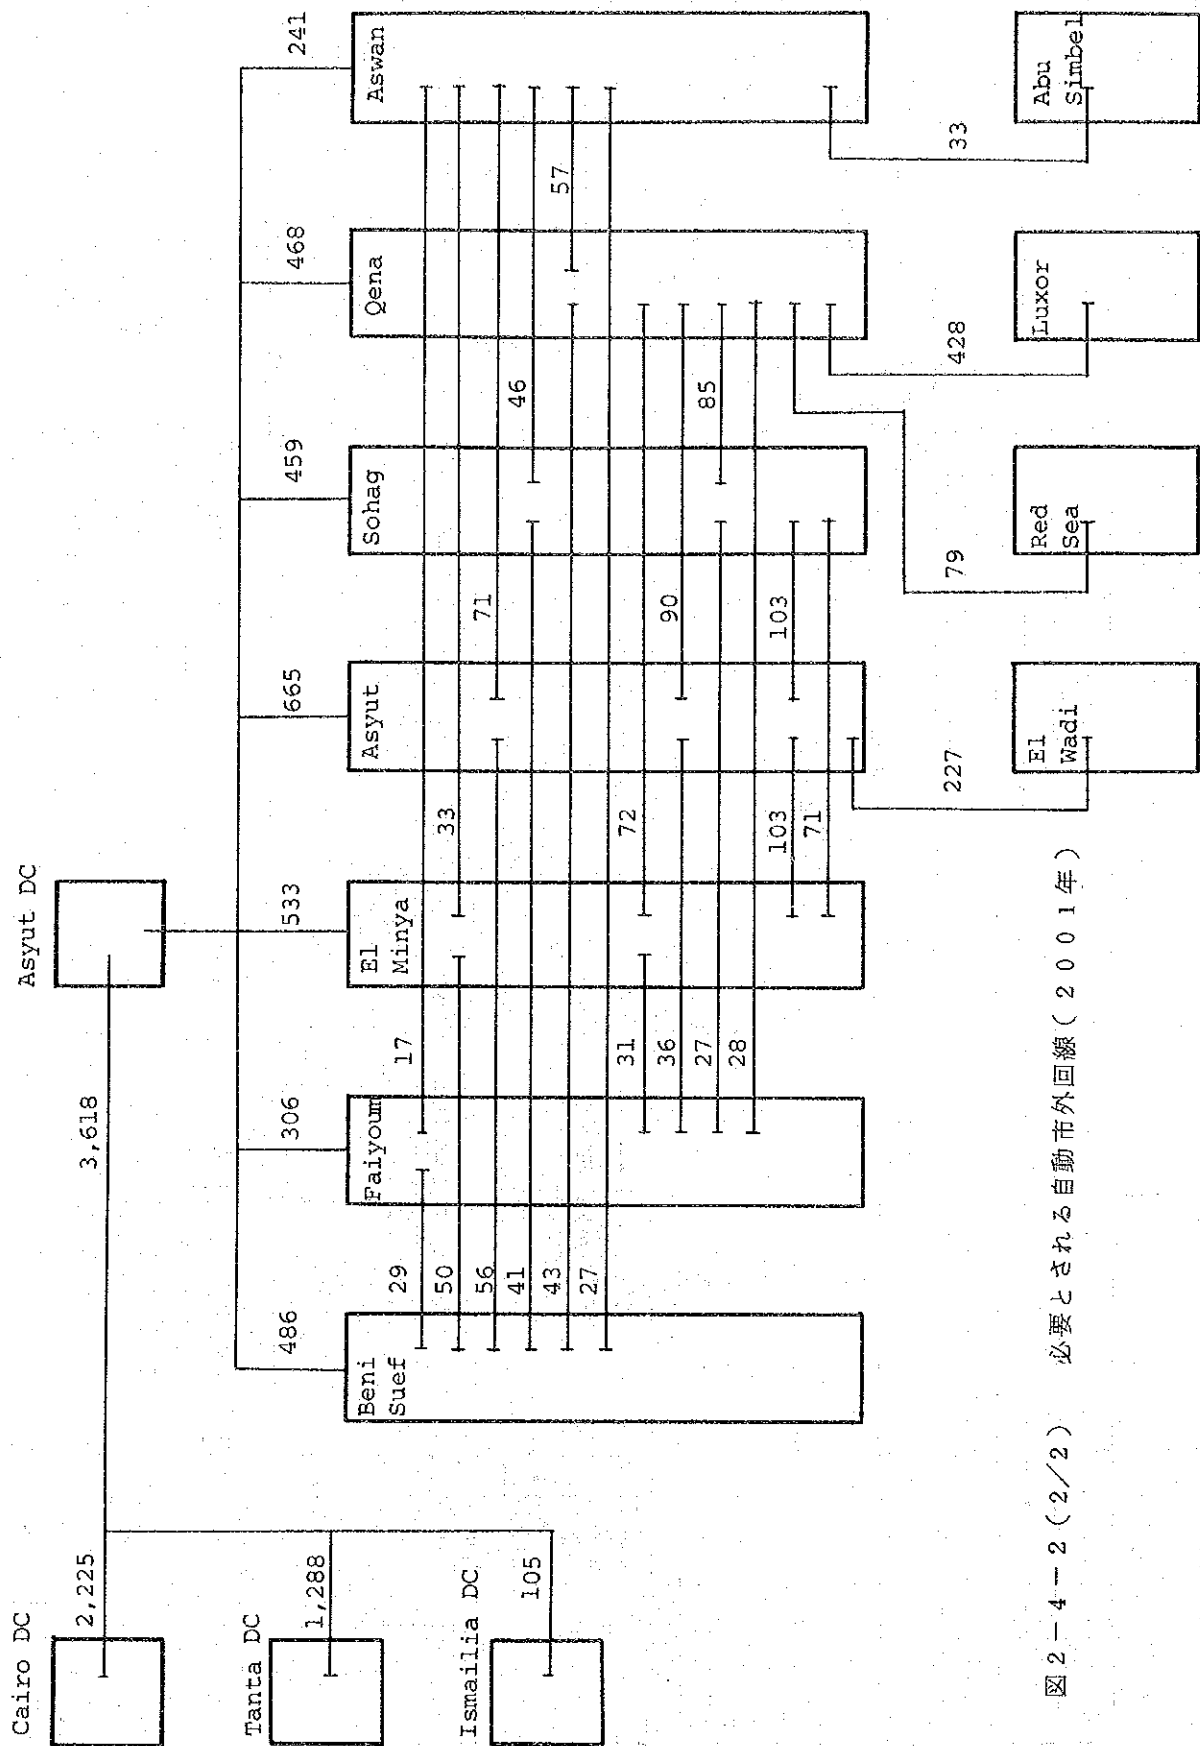 Cairo DC
2,225
Tanta DC
1,288
Ismailia DC
105
3,618
Asyut DC
486
306
533
665
459
468
241
Beni
Suef
Faiyoum
El
Minya
Asyut
Sohag
Qena
Aswan
29
17
50
33
56
71
41
46
43
57
27
31
72
36
90
27
85
28
103
103
71
227
79
428
33
El
Wadi
Red
Sea
Luxor
Abu
Simbel
図2-4-2(2/2) 必要とされる自動市外回線(2001年)